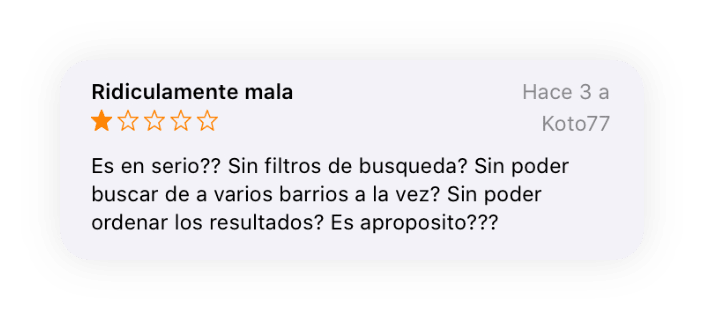 Ridiculamente mala
Hace 3 a
Koto77
Es en serio?? Sin filtros de busqueda? Sin poder
buscar de a varios barrios a la vez? Sin poder
ordenar los resultados? Es aproposito???